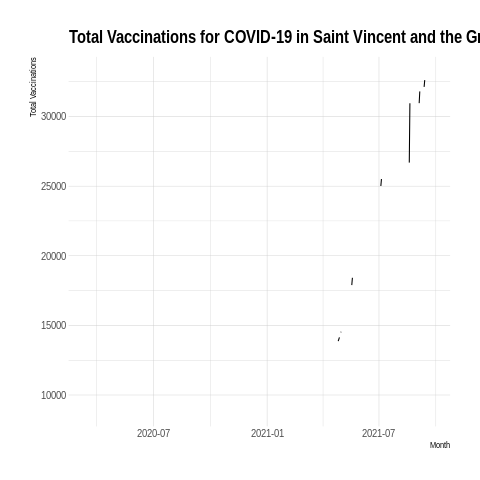 Total Vaccinations for COVID-19 in Saint Vincent and the Gr
Total Vaccinations
30000
25000
20000
15000
10000
2020-07
2021-01
2021-07
Month